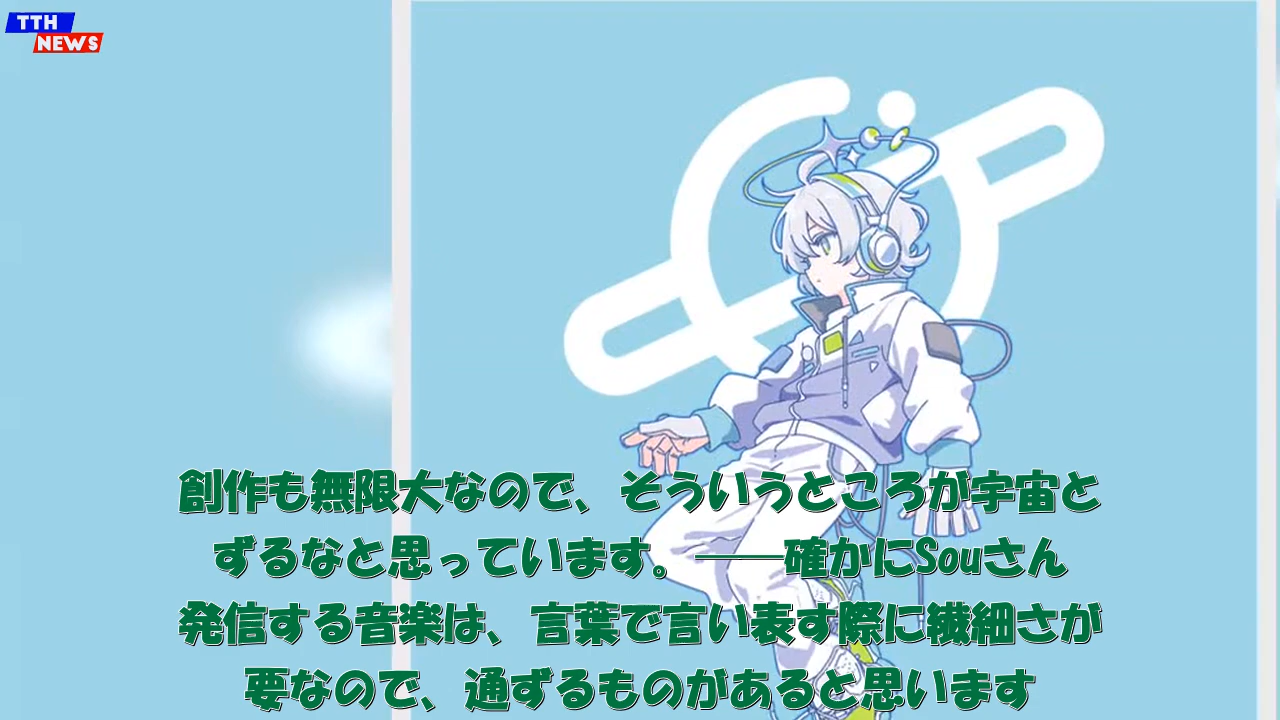 TTH
NEWS
創作も無限大なので、そういうところが宇宙と
ずるなと思っています。――確かにSouさん
発信する音楽は、言葉で言い表す際に繊細さが
要なので、通ずるものがあると思います